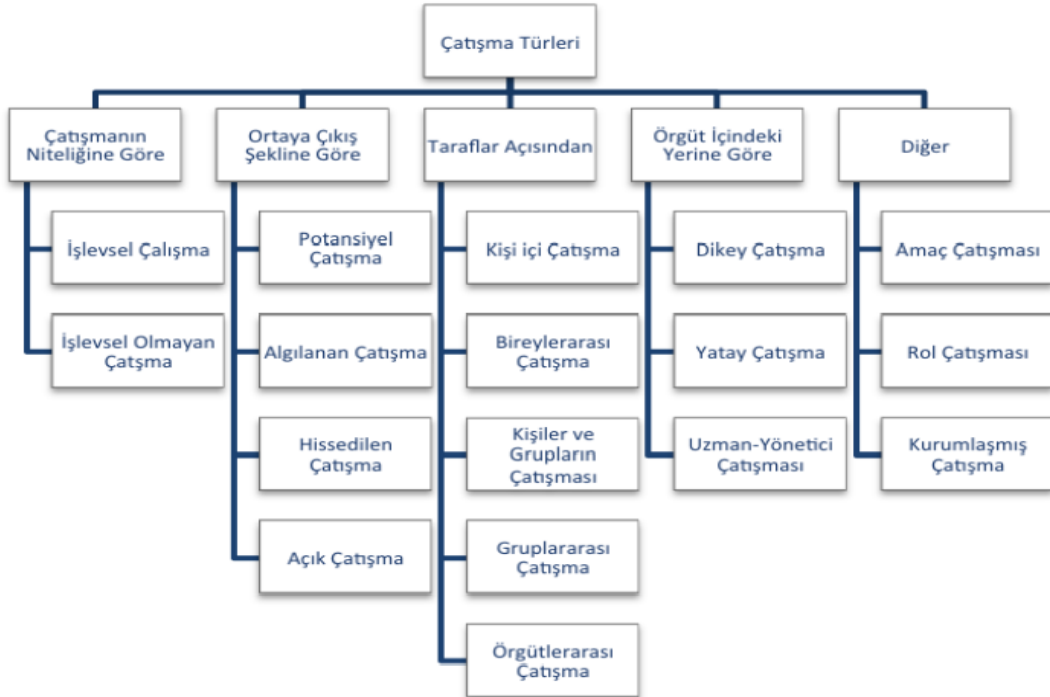 Çatışma Türleri
Çatışmanın
Niteliğine Göre
İşlevsel Çalışma
İşlevsel Olmayan
Çatşma
Ortaya Çıkış
Şekline Göre
Potansiyel
Çatışma
Algılanan Çatışma
Hissedilen
Çatışma
Açık Çatışma
Taraflar Açısından
Kişi içi Çatışma
Bireylerarası
Çatışma
Kişiler ve
Grupların
Çatışması
Gruplararası
Çatışma
Örgütlerarası
Çatışma
Örgüt İçindeki
Yerine Göre
Dikey Çatışma
Yatay Çatışma
Uzman-Yönetici
Çatışması
Diğer
Amaç Çatışması
Rol Çatışması
Kurumlaşmış
Çatışma